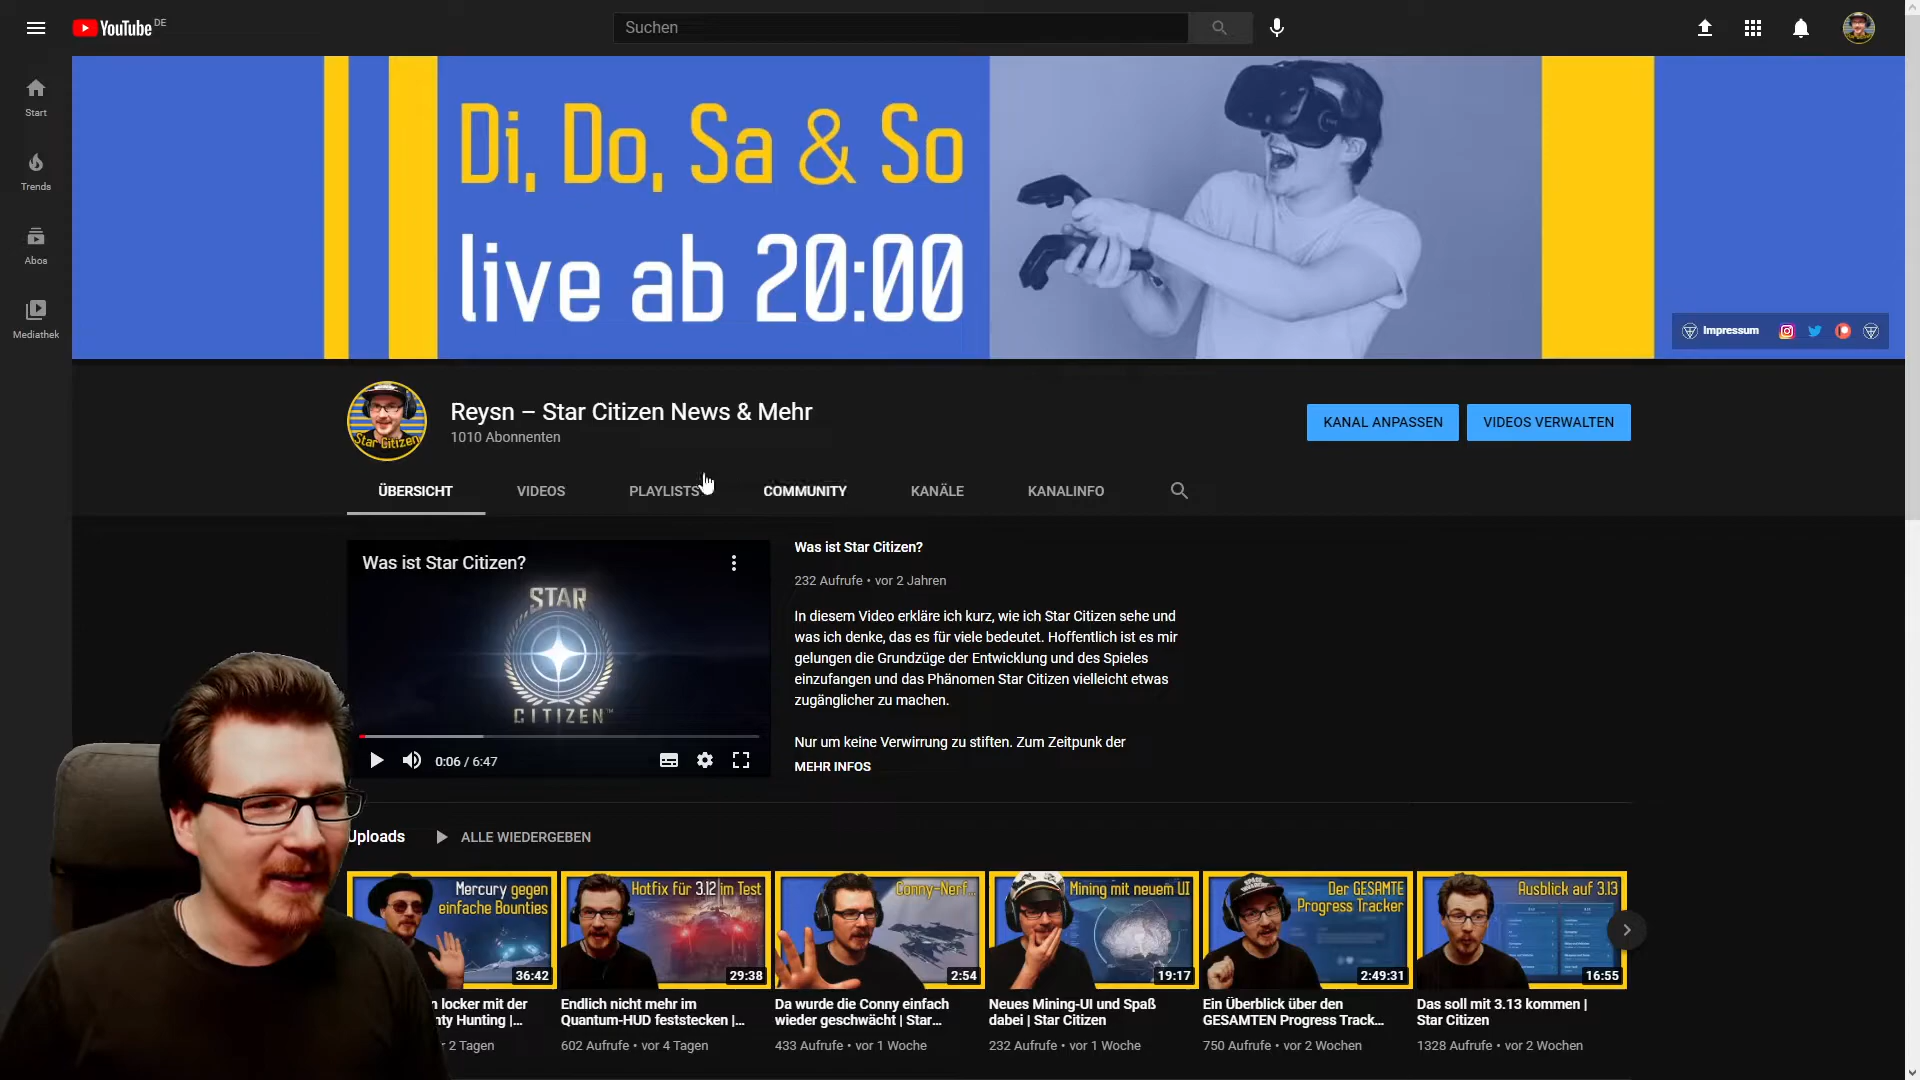 YouTube DE
Suchen
Start
Trends
Abos
Mediathek
Di, Do, Sa & So
live ab 20:00
Impressum
Star Citizen
Reysn – Star Citizen News & Mehr
1010 Abonnenten
KANAL ANPASSEN
VIDEOS VERWALTEN
ÜBERSICHT
VIDEOS
PLAYLISTS
COMMUNITY
KANÄLE
KANALINFO
Was ist Star Citizen?
STAR
CITIZEN™
0:06 / 6:47
Was ist Star Citizen?
232 Aufrufe • vor 2 Jahren
In diesem Video erkläre ich kurz, wie ich Star Citizen sehe und
was ich denke, das es für viele bedeutet. Hoffentlich ist es mir
gelungen die Grundzüge der Entwicklung und des Spieles
einzufangen und das Phänomen Star Citizen vielleicht etwas
zugänglicher zu machen.
Nur um keine Verwirrung zu stiften. Zum Zeitpunk der
MEHR INFOS
Uploads
ALLE WIEDERGEBEN
Mercury gegen
einfache Bounties
36:42
n locker mit der
nty Hunting |...
r 2 Tagen
Hotfix für 3.12 im Test
29:38
Endlich nicht mehr im
Quantum-HUD feststecken |...
602 Aufrufe • vor 4 Tagen
Conny-Nerf...
2:54
Da wurde die Conny einfach
wieder geschwächt | Star...
433 Aufrufe • vor 1 Woche
Mining mit neuem UI
19:17
Neues Mining-UI und Spaß
dabei | Star Citizen
232 Aufrufe • vor 1 Woche
Der GESAMTE
Progress Tracker
2:49:31
Ein Überblick über den
GESAMTEN Progress Track...
750 Aufrufe • vor 2 Wochen
Ausblick auf 3.13
16:55
Das soll mit 3.13 kommen |
Star Citizen
1328 Aufrufe • vor 2 Wochen